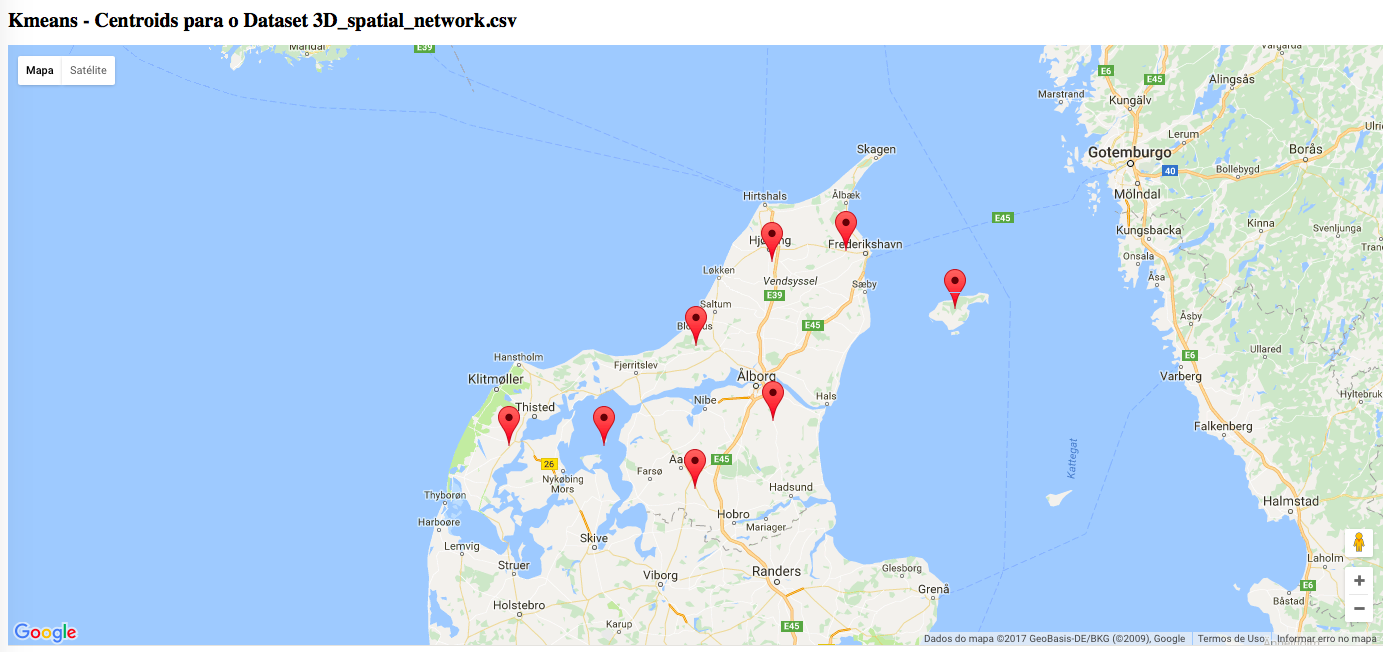 Kmeans - Centroids para o Dataset 3D_spatial_network.csv
Mandal
E39
Mapa
Satélite
Vårgårda
E6
E45
Alingsås
Marstrand
Kungälv
Lerum
Gotemburgo
Borås
40
Bollebygd
Mölndal
Skagen
Hirtshals
Ålbæk
E45
Kinna
Svenljunga
Kungsbacka
Frederikshavn
Onsala
Løkken
Vendsyssel
Sæby
Åsa
E39
Saltum
Åsby
E45
Ullared
E6
Hanstholm
Fjerritslev
Klitmøller
Ålborg
Varberg
Nibe
Hals
Hyltebruk
Thisted
Falkenberg
Kattegat
E45
26
Farsø
Nykøbing
Mors
Hadsund
Thyborøn
Halmstad
Hobro
Harboøre
Mariager
Skive
Lemvig
Laholm
Struer
Viborg
Randers
Glesborg
Grenå
E6
Båstad
Holstebro
Karup
E45
Google
Dados do mapa ©2017 GeoBasis-DE/BKG (©2009), Google
Termos de Uso
Informar erro no mapa